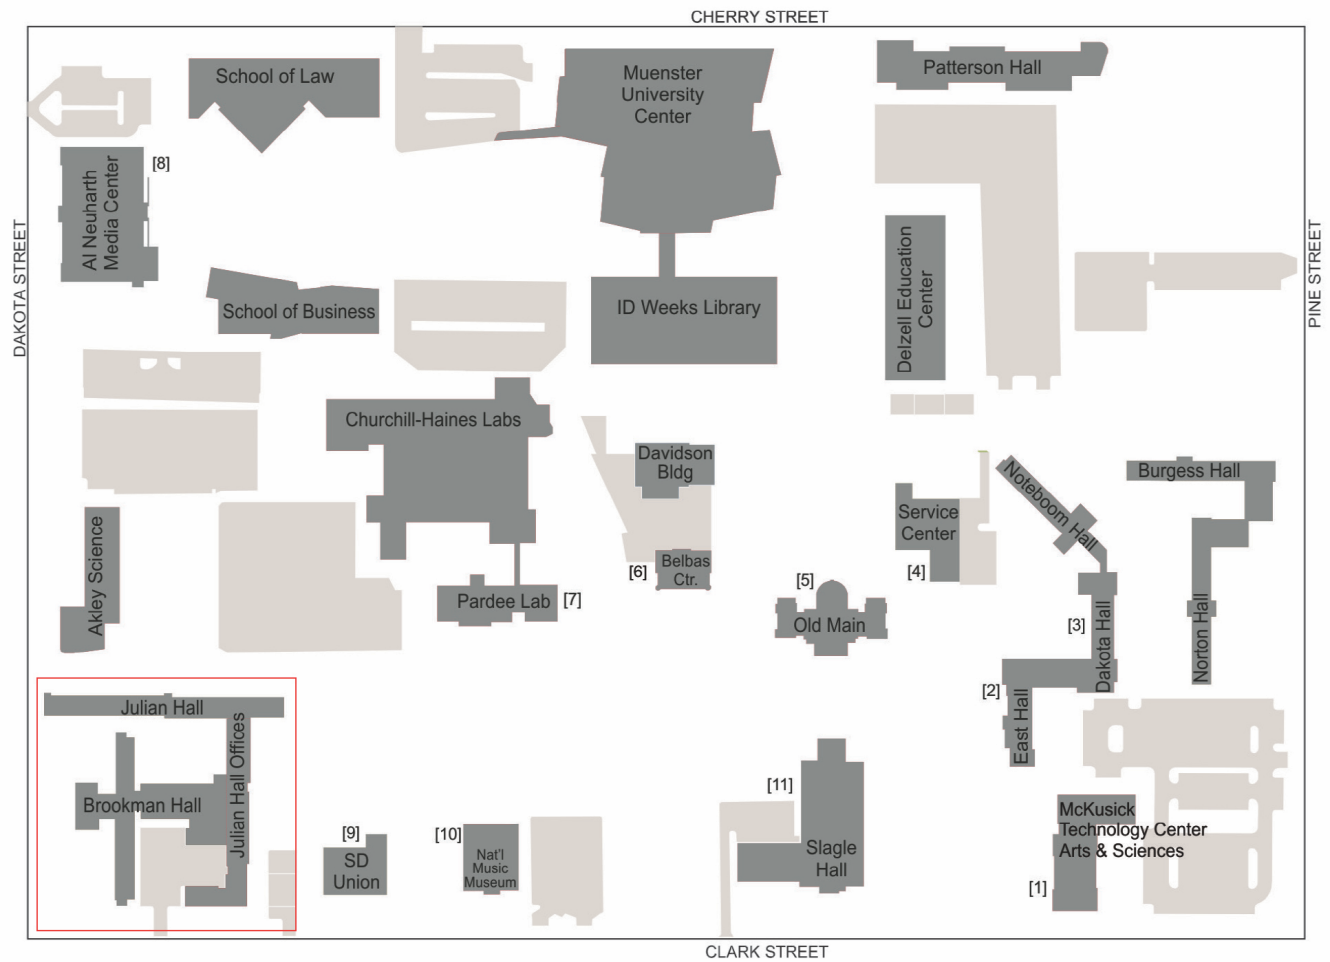 CHERRY STREET
School of Law
Muenster
University
Center
Patterson Hall
[8]
Al Neuharth
Media Center
DAKOTA STREET
PINE STREET
School of Business
ID Weeks Library
Delzell Education
Center
Churchill-Haines Labs
Davidson
Bldg
Noteboom Hall
Burgess Hall
Service
Center
[4]
Akley Science
[6]
Belbas
Ctr.
[5]
Old Main
Pardee Lab
[7]
[3]
Dakota Hall
Norton Hall
[2]
East Hall
Julian Hall
Julian Hall Offices
Brookman Hall
[9]
SD
Union
[10]
Nat'l
Music
Museum
[11]
Slagle
Hall
McKusick
Technology Center
Arts & Sciences
[1]
CLARK STREET